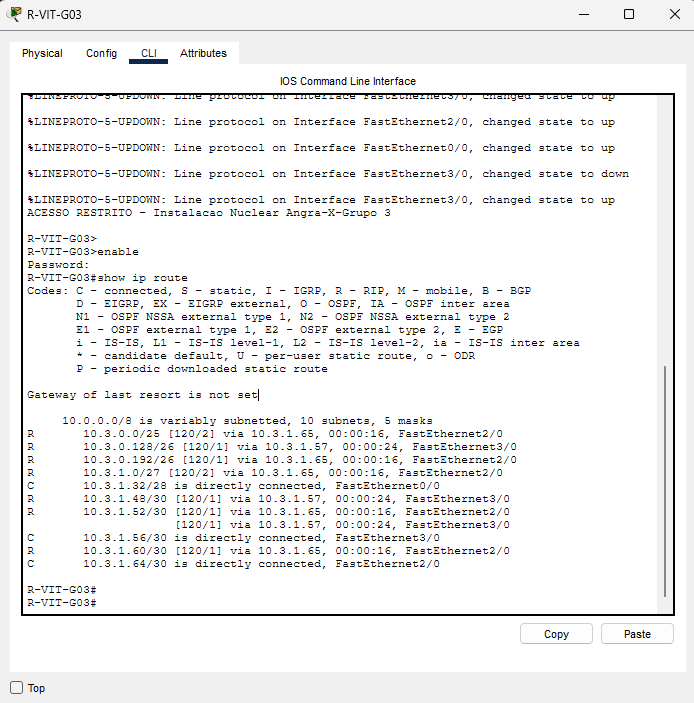 R-VIT-G03
Physical Config CLI Attributes
IOS Command Line Interface
%LINEPROTO-5-UPDOWN: Line protocol on Interface FastEthernet3/0, changed state to up
%LINEPROTO-5-UPDOWN: Line protocol on Interface FastEthernet2/0, changed state to up
%LINEPROTO-5-UPDOWN: Line protocol on Interface FastEthernet0/0, changed state to up
%LINEPROTO-5-UPDOWN: Line protocol on Interface FastEthernet3/0, changed state to down
%LINEPROTO-5-UPDOWN: Line protocol on Interface FastEthernet3/0, changed state to up
ACESSO RESTRITO - Instalacao Nuclear Angra-X-Grupo 3
R-VIT-G03>
R-VIT-G03>enable
Password:
R-VIT-G03#show ip route
Codes: C - connected, S - static, I - IGRP, R - RIP, M - mobile, B - BGP
D - EIGRP, EX - EIGRP external, O - OSPF, IA - OSPF inter area
N1 - OSPF NSSA external type 1, N2 - OSPF NSSA external type 2
E1 - OSPF external type 1, E2 - OSPF external type 2, E - EGP
i - IS-IS, L1 - IS-IS level-1, L2 - IS-IS level-2, ia - IS-IS inter area
* - candidate default, U - per-user static route, o - ODR
P - periodic downloaded static route
Gateway of last resort is not set
10.0.0.0/8 is variably subnetted, 10 subnets, 5 masks
R 10.3.0.0/25 [120/2] via 10.3.1.65, 00:00:16, FastEthernet2/0
R 10.3.0.128/26 [120/1] via 10.3.1.57, 00:00:24, FastEthernet3/0
R 10.3.0.192/26 [120/1] via 10.3.1.65, 00:00:16, FastEthernet2/0
R 10.3.1.0/27 [120/2] via 10.3.1.65, 00:00:16, FastEthernet2/0
C 10.3.1.32/28 is directly connected, FastEthernet0/0
R 10.3.1.48/30 [120/1] via 10.3.1.57, 00:00:24, FastEthernet3/0
R 10.3.1.52/30 [120/1] via 10.3.1.65, 00:00:16, FastEthernet2/0
[120/1] via 10.3.1.57, 00:00:24, FastEthernet3/0
C 10.3.1.56/30 is directly connected, FastEthernet3/0
R 10.3.1.60/30 [120/1] via 10.3.1.65, 00:00:16, FastEthernet2/0
C 10.3.1.64/30 is directly connected, FastEthernet2/0
R-VIT-G03#
R-VIT-G03#
Copy Paste
Top